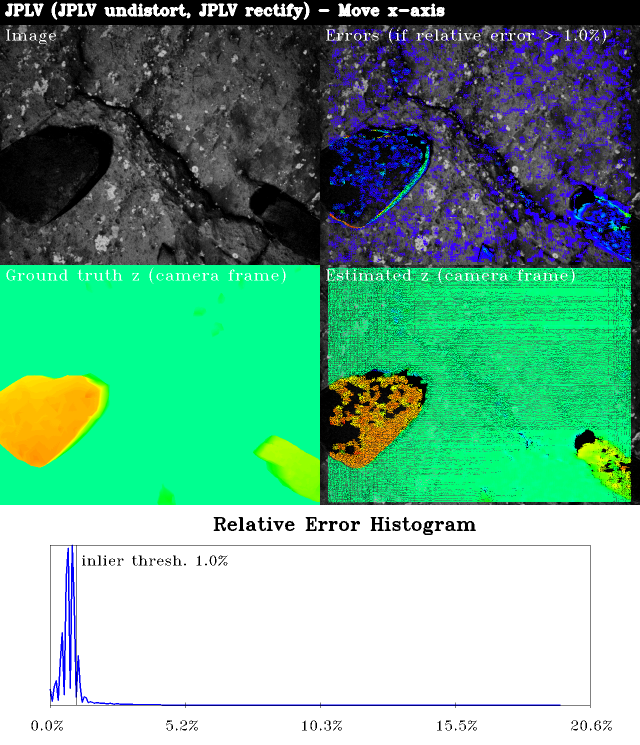 JPLV (JPLV undistort, JPLV rectify) - Move x-axis
Image
Errors (if relative error > 1.0%)
Ground truth z (camera frame)
Estimated z (camera frame)
Relative Error Histogram
inlier thresh. 1.0%
0.0% 5.2% 10.3% 15.5% 20.6%